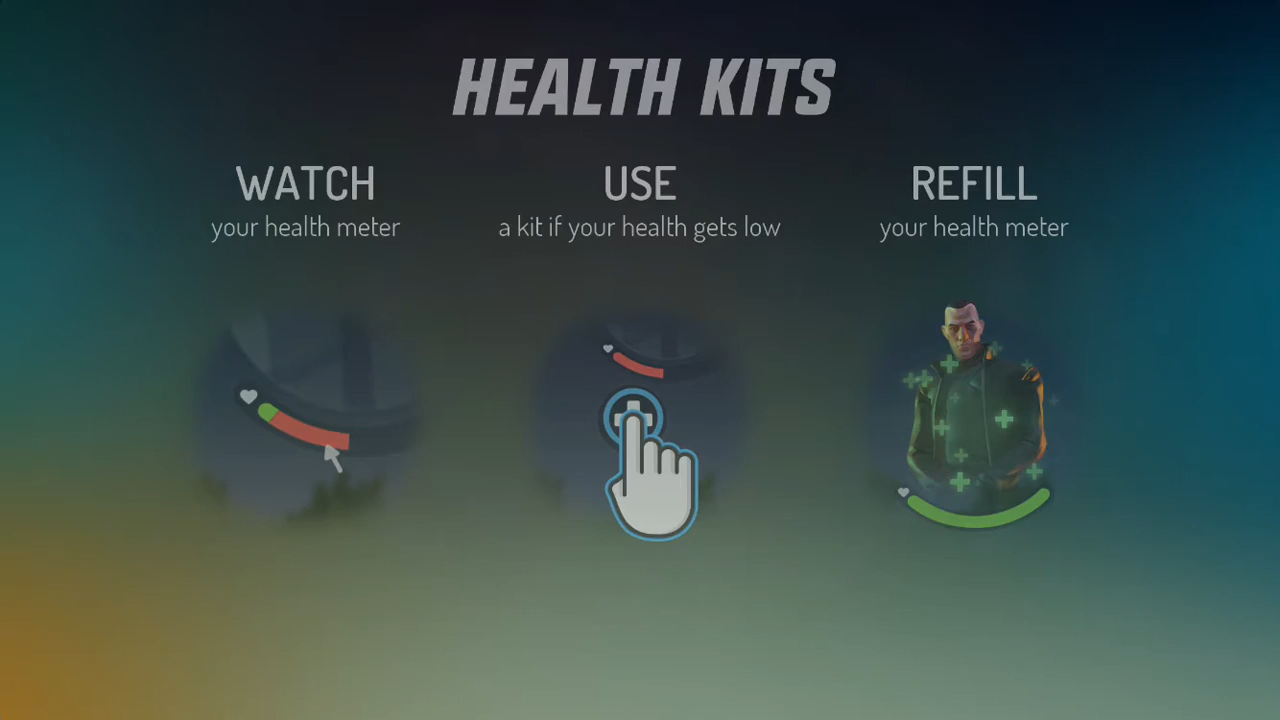 HEALTH KITS
WATCH
your health meter
USE
a kit if your health gets low
REFILL
your health meter